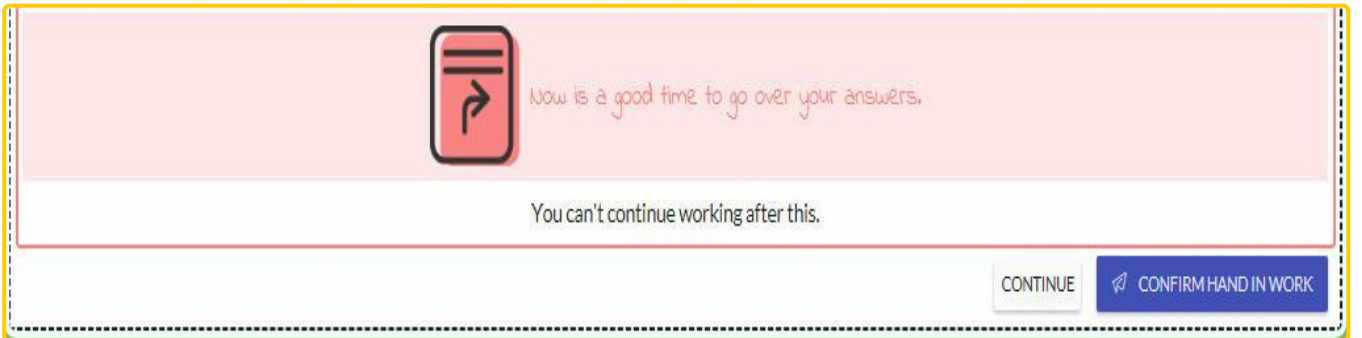 Now is a good time to go over your answers.
You can't continue working after this.
CONTINUE
CONFIRM HAND IN WORK